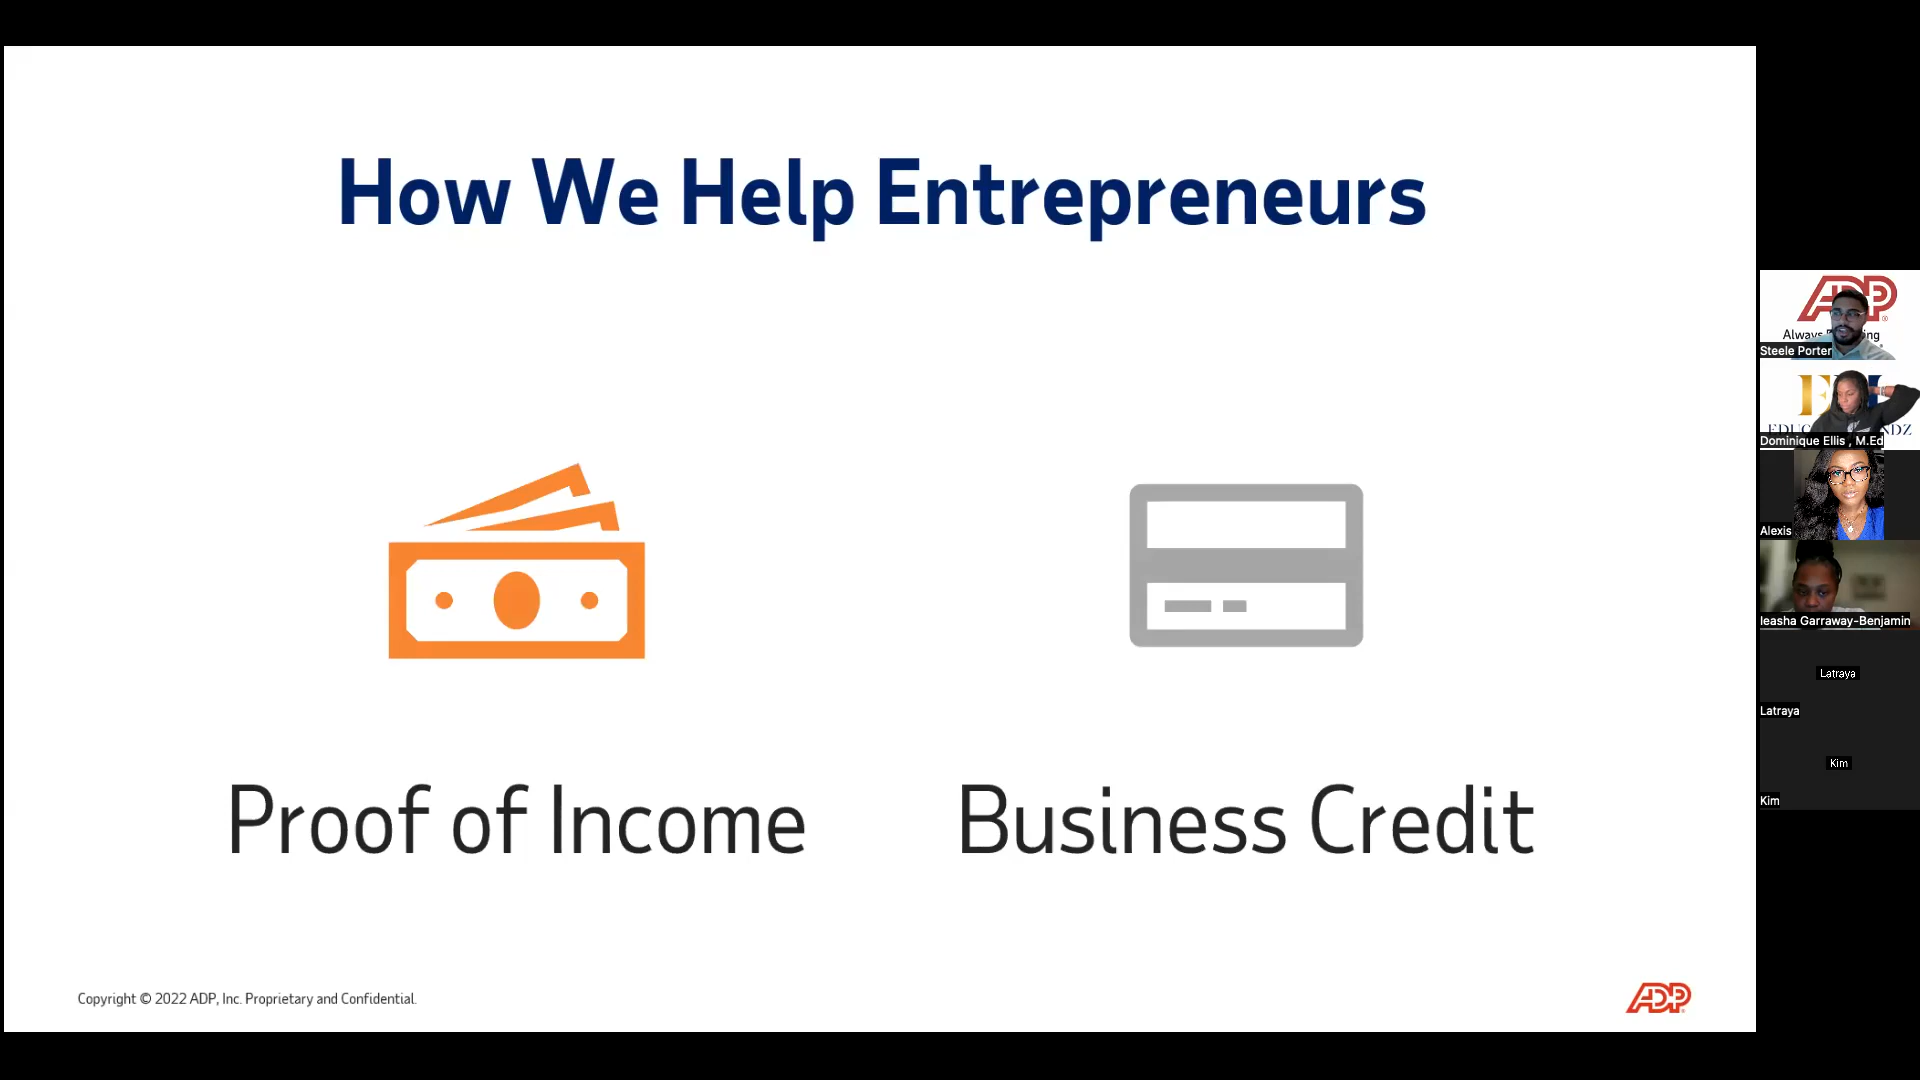 How We Help Entrepreneurs
Proof of Income
Business Credit
Copyright © 2022 ADP, Inc. Proprietary and Confidential.
ADP
ADP
Always
Steele Porter
Dominique Ellis , M.Ed
Alexis
Ieasha Garraway-Benjamin
Latraya
Latraya
Kim
Kim